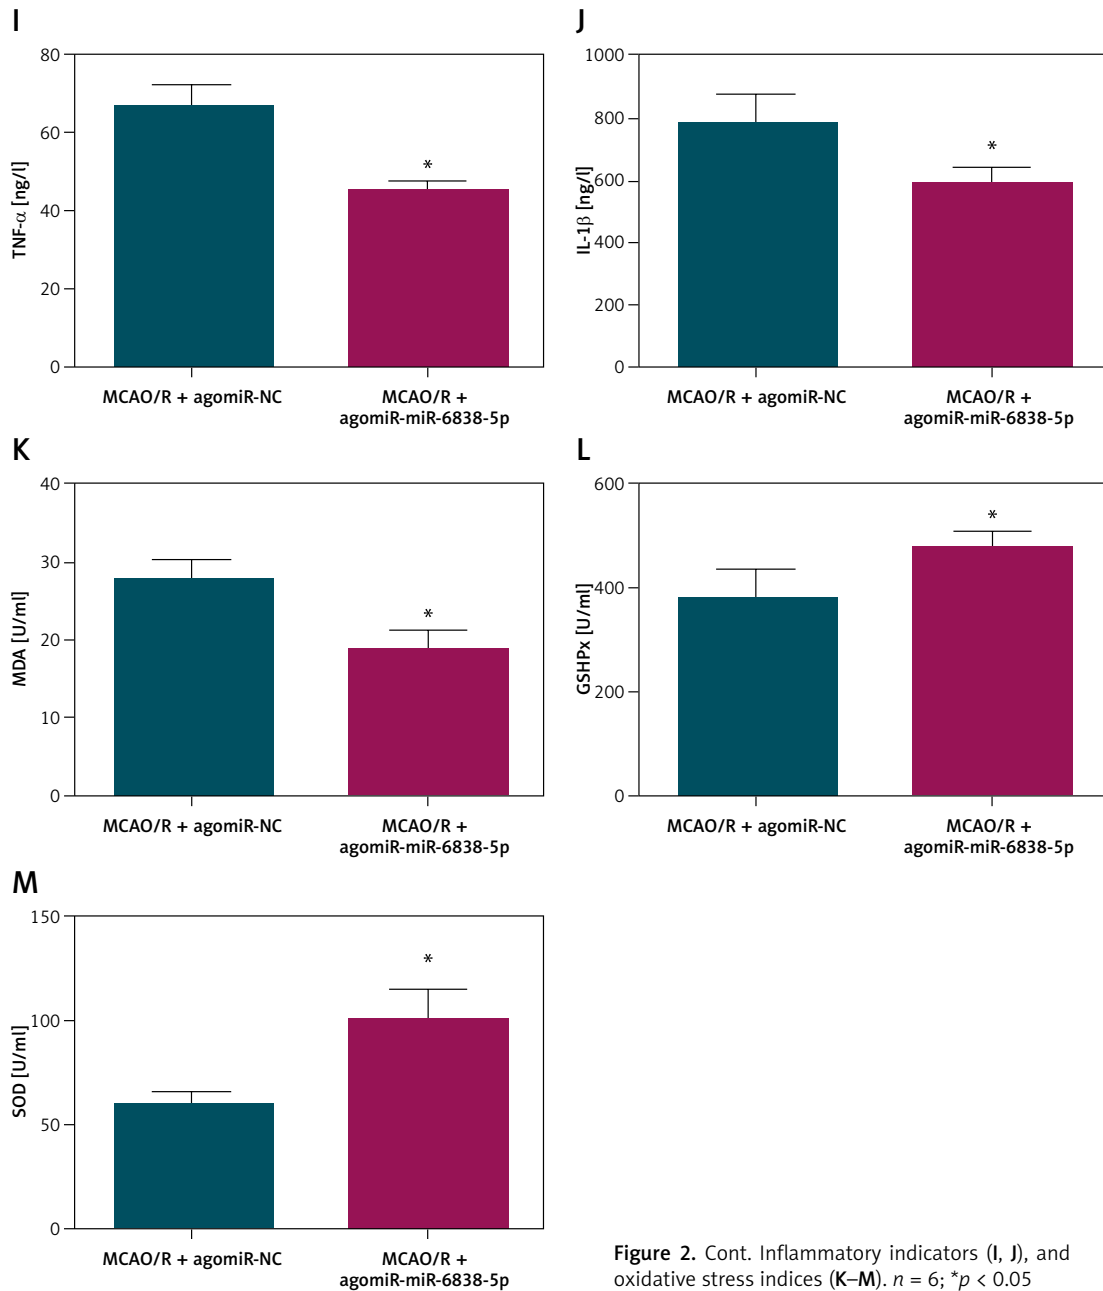 I
80
60
40
20
0
TNF-α [ng/l]
MCAO/R + agomiR-NC
MCAO/R +
agomiR-miR-6838-5p
*
J
1000
800
600
400
200
0
IL-1β [ng/l]
MCAO/R + agomiR-NC
MCAO/R +
agomiR-miR-6838-5p
*
K
40
30
20
10
0
MDA [U/ml]
MCAO/R + agomiR-NC
MCAO/R +
agomiR-miR-6838-5p
*
L
600
400
200
0
GSHPx [U/ml]
MCAO/R + agomiR-NC
MCAO/R +
agomiR-miR-6838-5p
*
M
150
100
50
0
SOD [U/ml]
MCAO/R + agomiR-NC
MCAO/R +
agomiR-miR-6838-5p
*
Figure 2. Cont. Inflammatory indicators (I, J), and
oxidative stress indices (K–M). n = 6; *p < 0.05